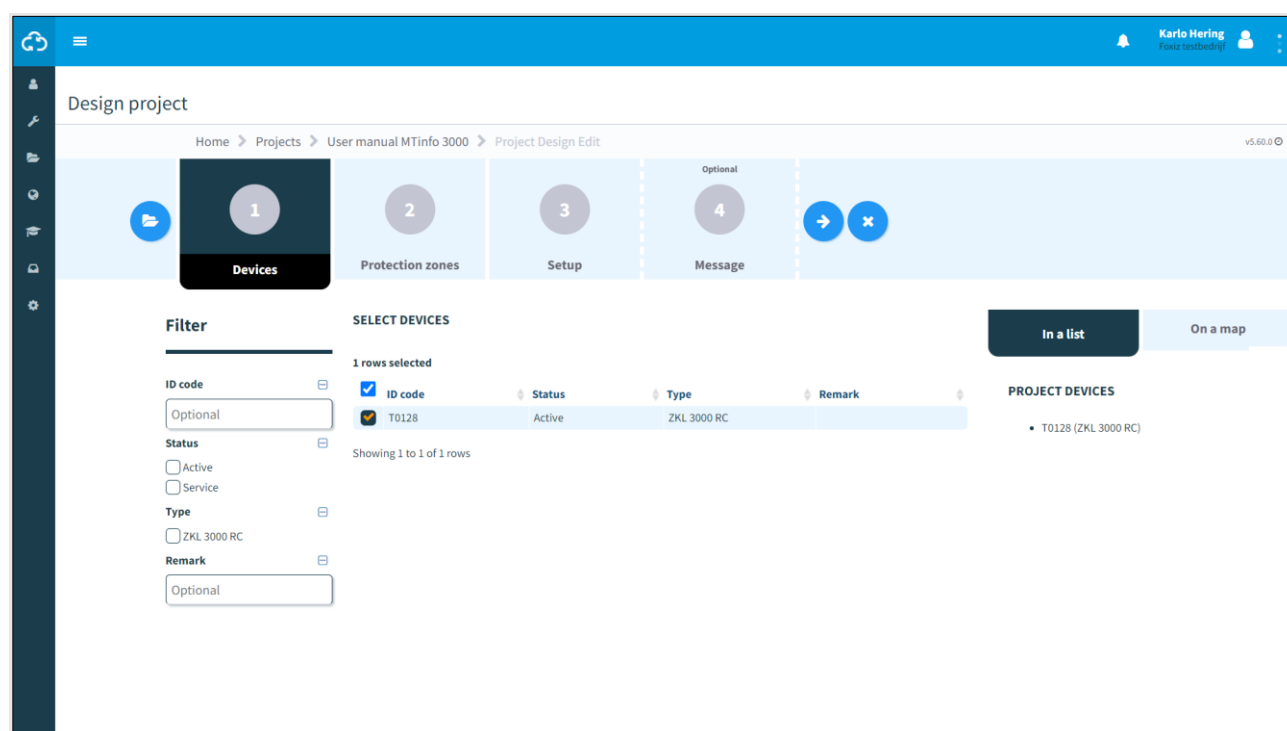 Karlo Hering
Foxiz testbedrijf
Design project
Home Projects User manual MTinfo 3000 Project Design Edit
v5.60.0
1
Devices
2
Protection zones
3
Setup
Optional
4
Message
Filter
ID code
Optional
Status
Active
Service
Type
ZKL 3000 RC
Remark
Optional
SELECT DEVICES
1 rows selected
ID code Status Type Remark
T0128 Active ZKL 3000 RC
Showing 1 to 1 of 1 rows
In a list
On a map
PROJECT DEVICES
• T0128 (ZKL 3000 RC)